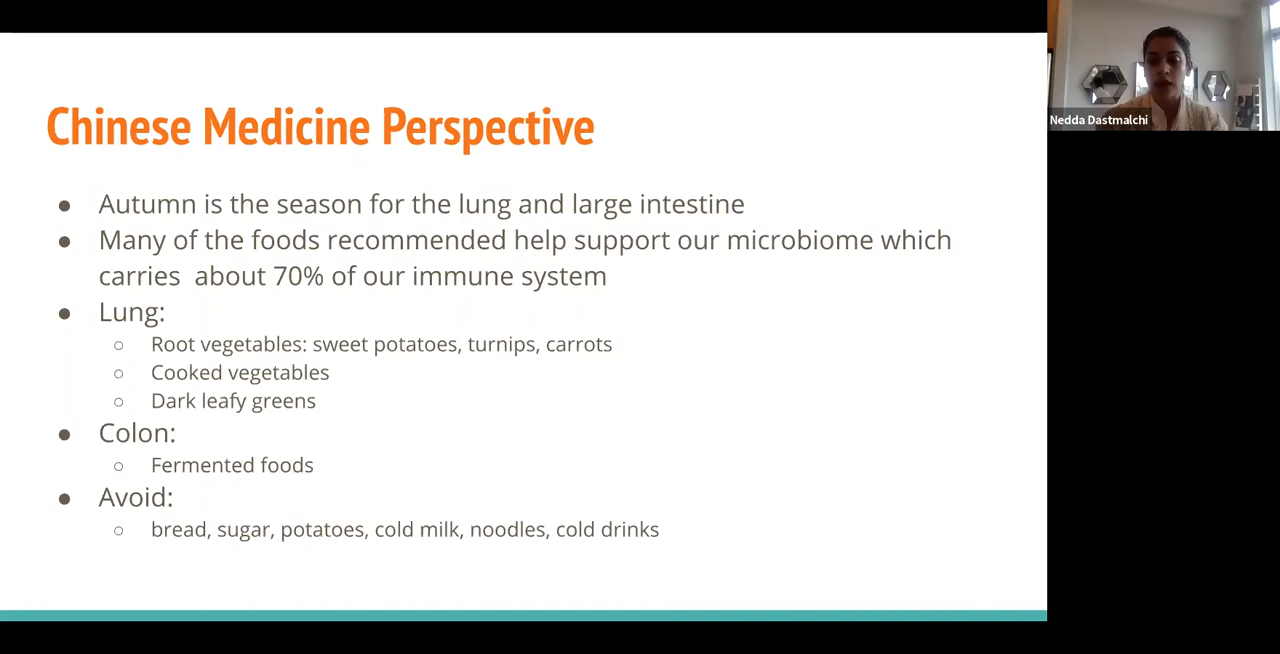 Chinese Medicine Perspective
● Autumn is the season for the lung and large intestine
● Many of the foods recommended help support our microbiome which
carries  about 70% of our immune system
● Lung:
○ Root vegetables: sweet potatoes, turnips, carrots
○ Cooked vegetables
○ Dark leafy greens
● Colon:
○ Fermented foods
● Avoid:
○ bread, sugar, potatoes, cold milk, noodles, cold drinks
Nedda Dastmalchi